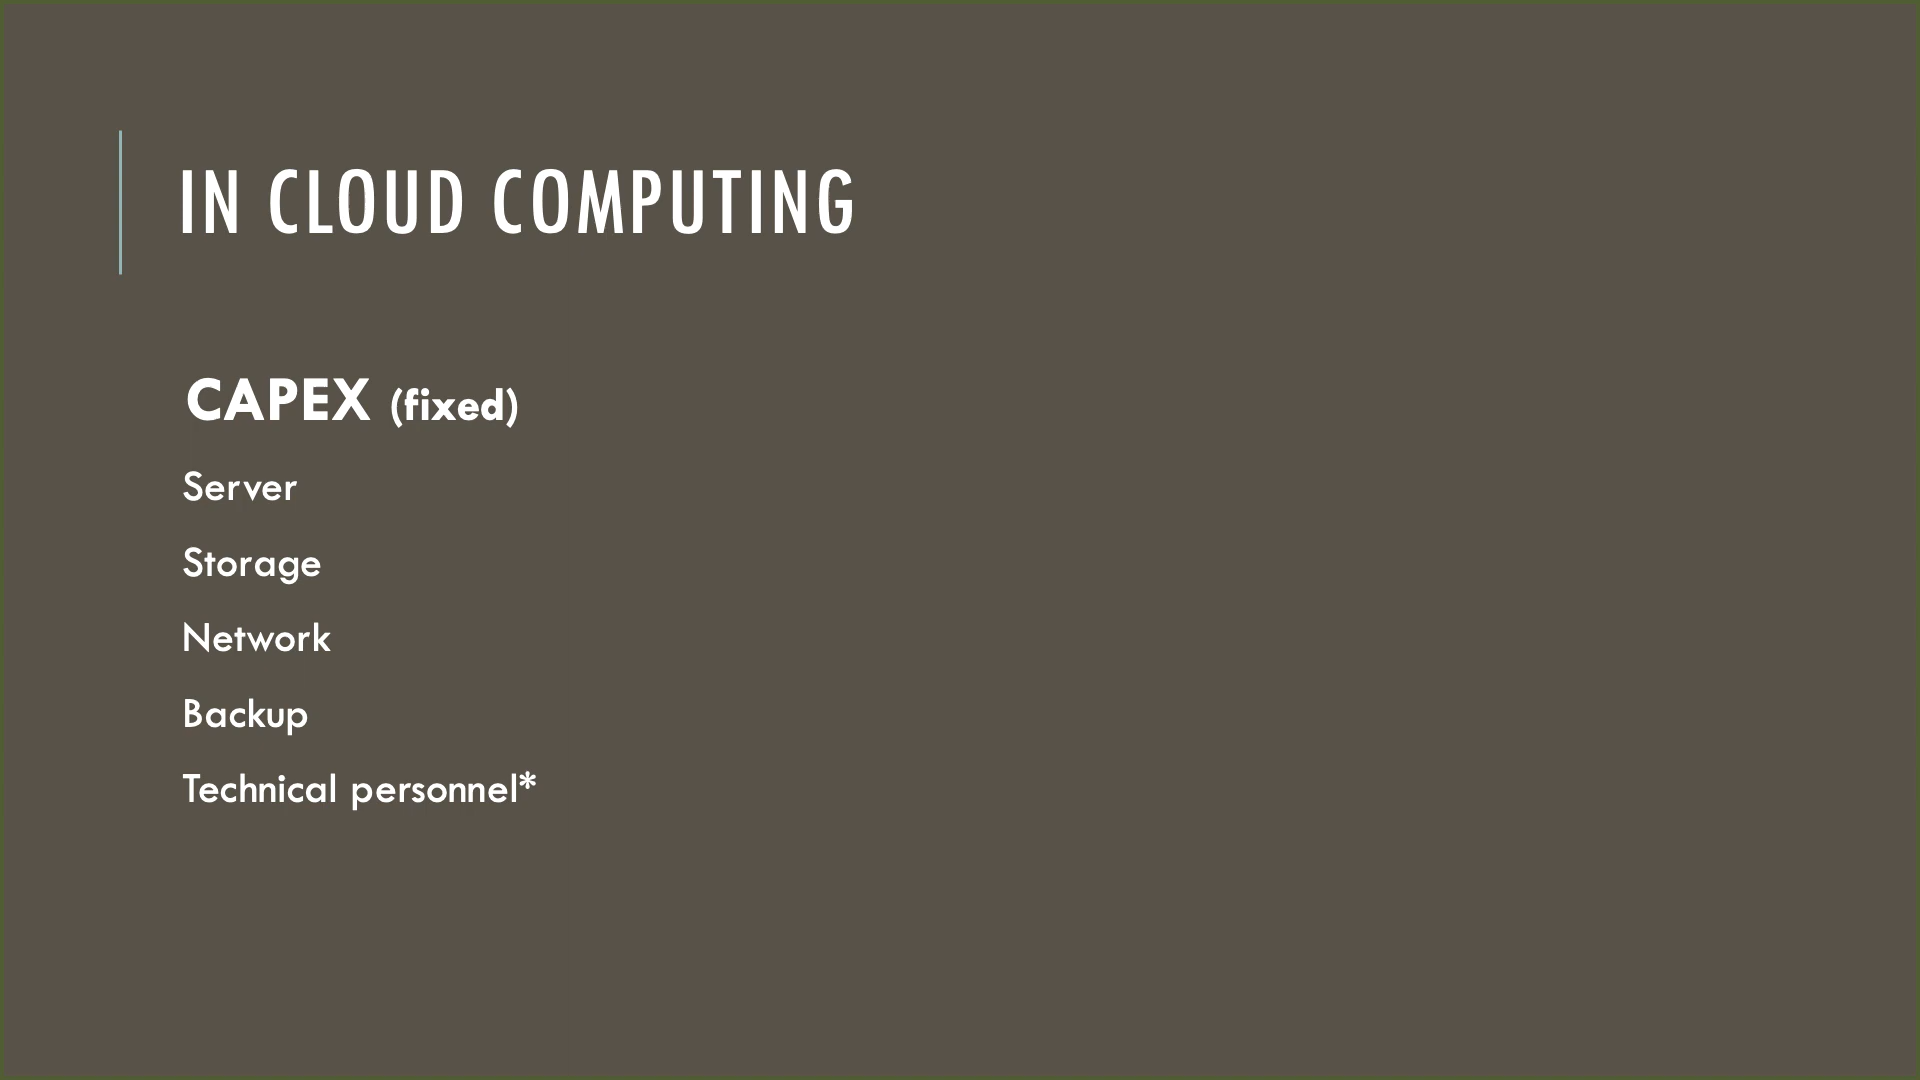 IN CLOUD COMPUTING
CAPEX (fixed)
Server
Storage
Network
Backup
Technical personnel*